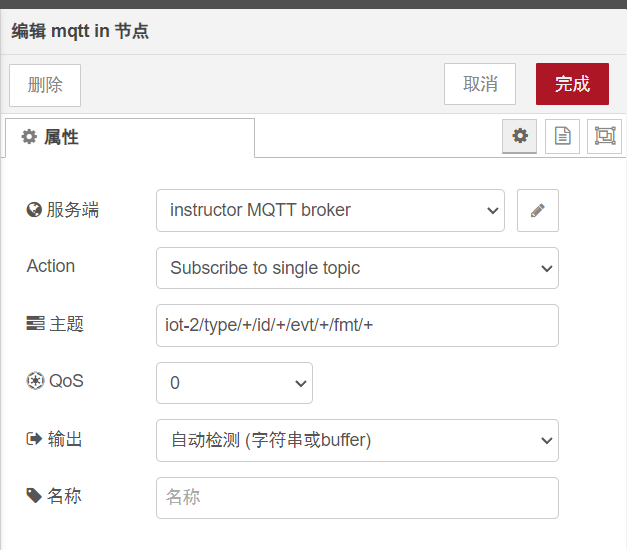 编辑 mqtt in 节点
删除 取消 完成
属性
服务端 instructor MQTT broker
Action Subscribe to single topic
主题 iot-2/type/+/id/+/evt/+/fmt/+
QoS 0
输出 自动检测 (字符串或buffer)
名称 名称